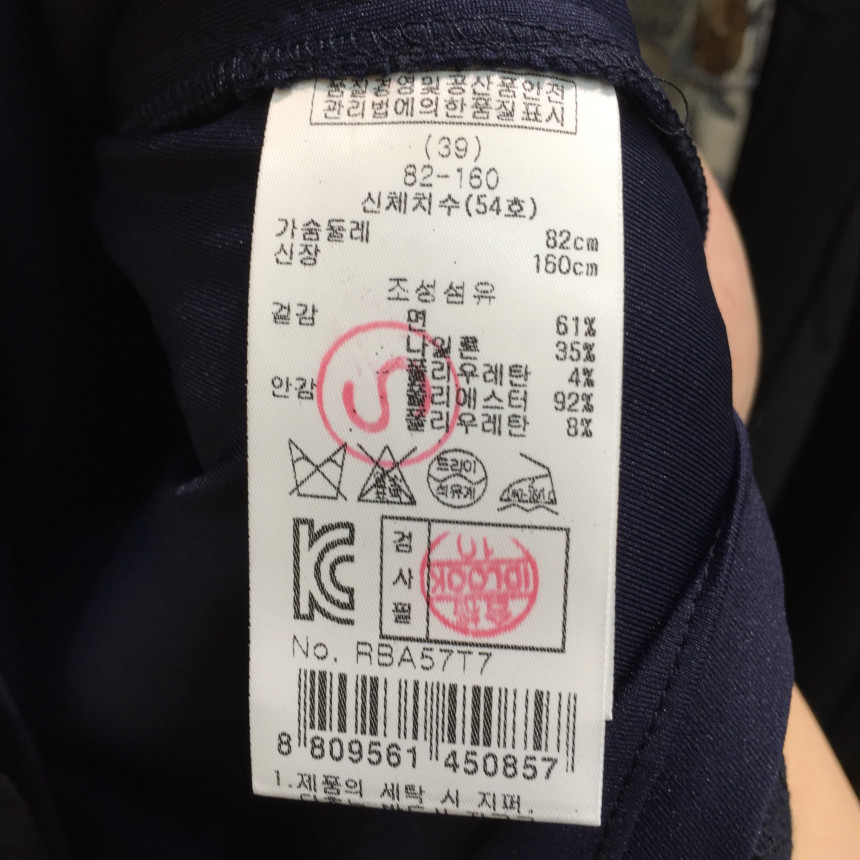 품질경영및공산품안전
관리법에의한품질표시
(39)
82-160
신체치수(54호)
가슴둘레 82cm
신장 160cm
조성섬유
겉감 면 61%
나일론 35%
폴리우레탄 4%
안감 폴리에스터 92%
폴리우레탄 8%
드라이
석유계
검
사
필
No. RBA57T7
8 809561 450857
1.제품의 세탁 시 지퍼,